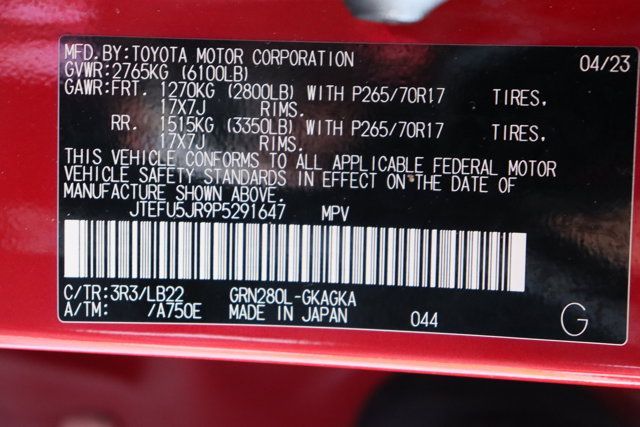 MFD.BY:TOYOTA MOTOR CORPORATION 04/23
GVWR:2765KG (6100LB)
GAWR:FRT. 1270KG (2800LB) WITH P265/70R17 TIRES,
17X7J RIMS.
RR. 1515KG (3350LB) WITH P265/70R17 TIRES,
17X7J RIMS.
THIS VEHICLE CONFORMS TO ALL APPLICABLE FEDERAL MOTOR
VEHICLE SAFETY STANDARDS IN EFFECT ON THE DATE OF
MANUFACTURE SHOWN ABOVE.
JTEFU5JR9P5291647 MPV
C/TR:3R3/LB22 GRN280L-GKAGKA
A/TM: /A750E MADE IN JAPAN 044 G